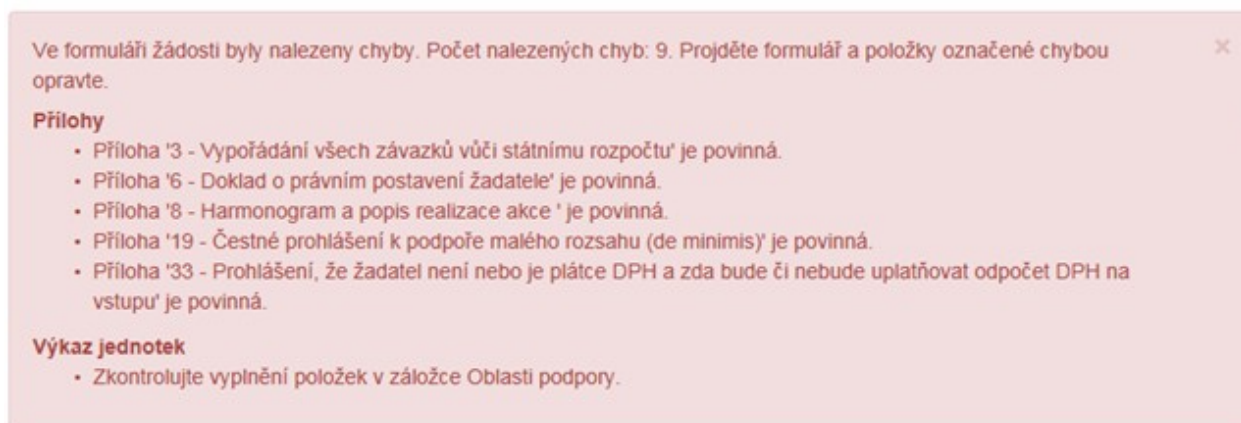 Ve formuláři žádosti byly nalezeny chyby. Počet nalezených chyb: 9. Projděte formulář a položky označené chybou
opravte.
Přílohy
• Příloha '3 - Vypořádání všech závazků vůči státnímu rozpočtu' je povinná.
• Příloha '6 - Doklad o právním postavení žadatele' je povinná.
• Příloha '8 - Harmonogram a popis realizace akce ' je povinná.
• Příloha '19 - Čestné prohlášení k podpoře malého rozsahu (de minimis)' je povinná.
• Příloha '33 - Prohlášení, že žadatel není nebo je plátce DPH a zda bude či nebude uplatňovat odpočet DPH na
vstupu' je povinná.
Výkaz jednotek
• Zkontrolujte vyplnění položek v záložce Oblasti podpory.